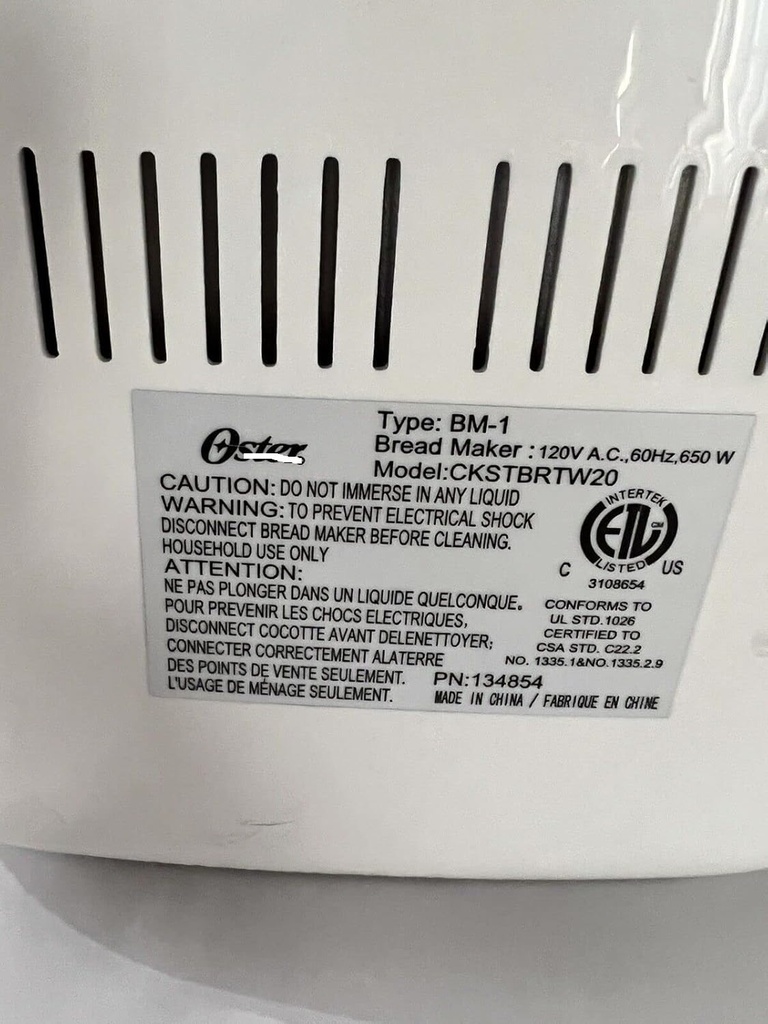 Oster
Type: BM-1
Bread Maker : 120V A.C.,60Hz,650 W
Model:CKSTBRTW20
CAUTION: DO NOT IMMERSE IN ANY LIQUID
WARNING: TO PREVENT ELECTRICAL SHOCK
DISCONNECT BREAD MAKER BEFORE CLEANING.
HOUSEHOLD USE ONLY
ATTENTION:
NE PAS PLONGER DANS UN LIQUIDE QUELCONQUE.
POUR PREVENIR LES CHOCS ELECTRIQUES,
DISCONNECT COCOTTE AVANT DELENETTOYER;
CONNECTER CORRECTEMENT ALATERRE
DES POINTS DE VENTE SEULEMENT.
L'USAGE DE MÉNAGE SEULEMENT.
INTERTEK
ETL
LISTED
C US
3108654
CONFORMS TO
UL STD.1026
CERTIFIED TO
CSA STD. C22.2
NO. 1335.1&NO.1335.2.9
PN:134854
MADE IN CHINA / FABRIQUE EN CHINE